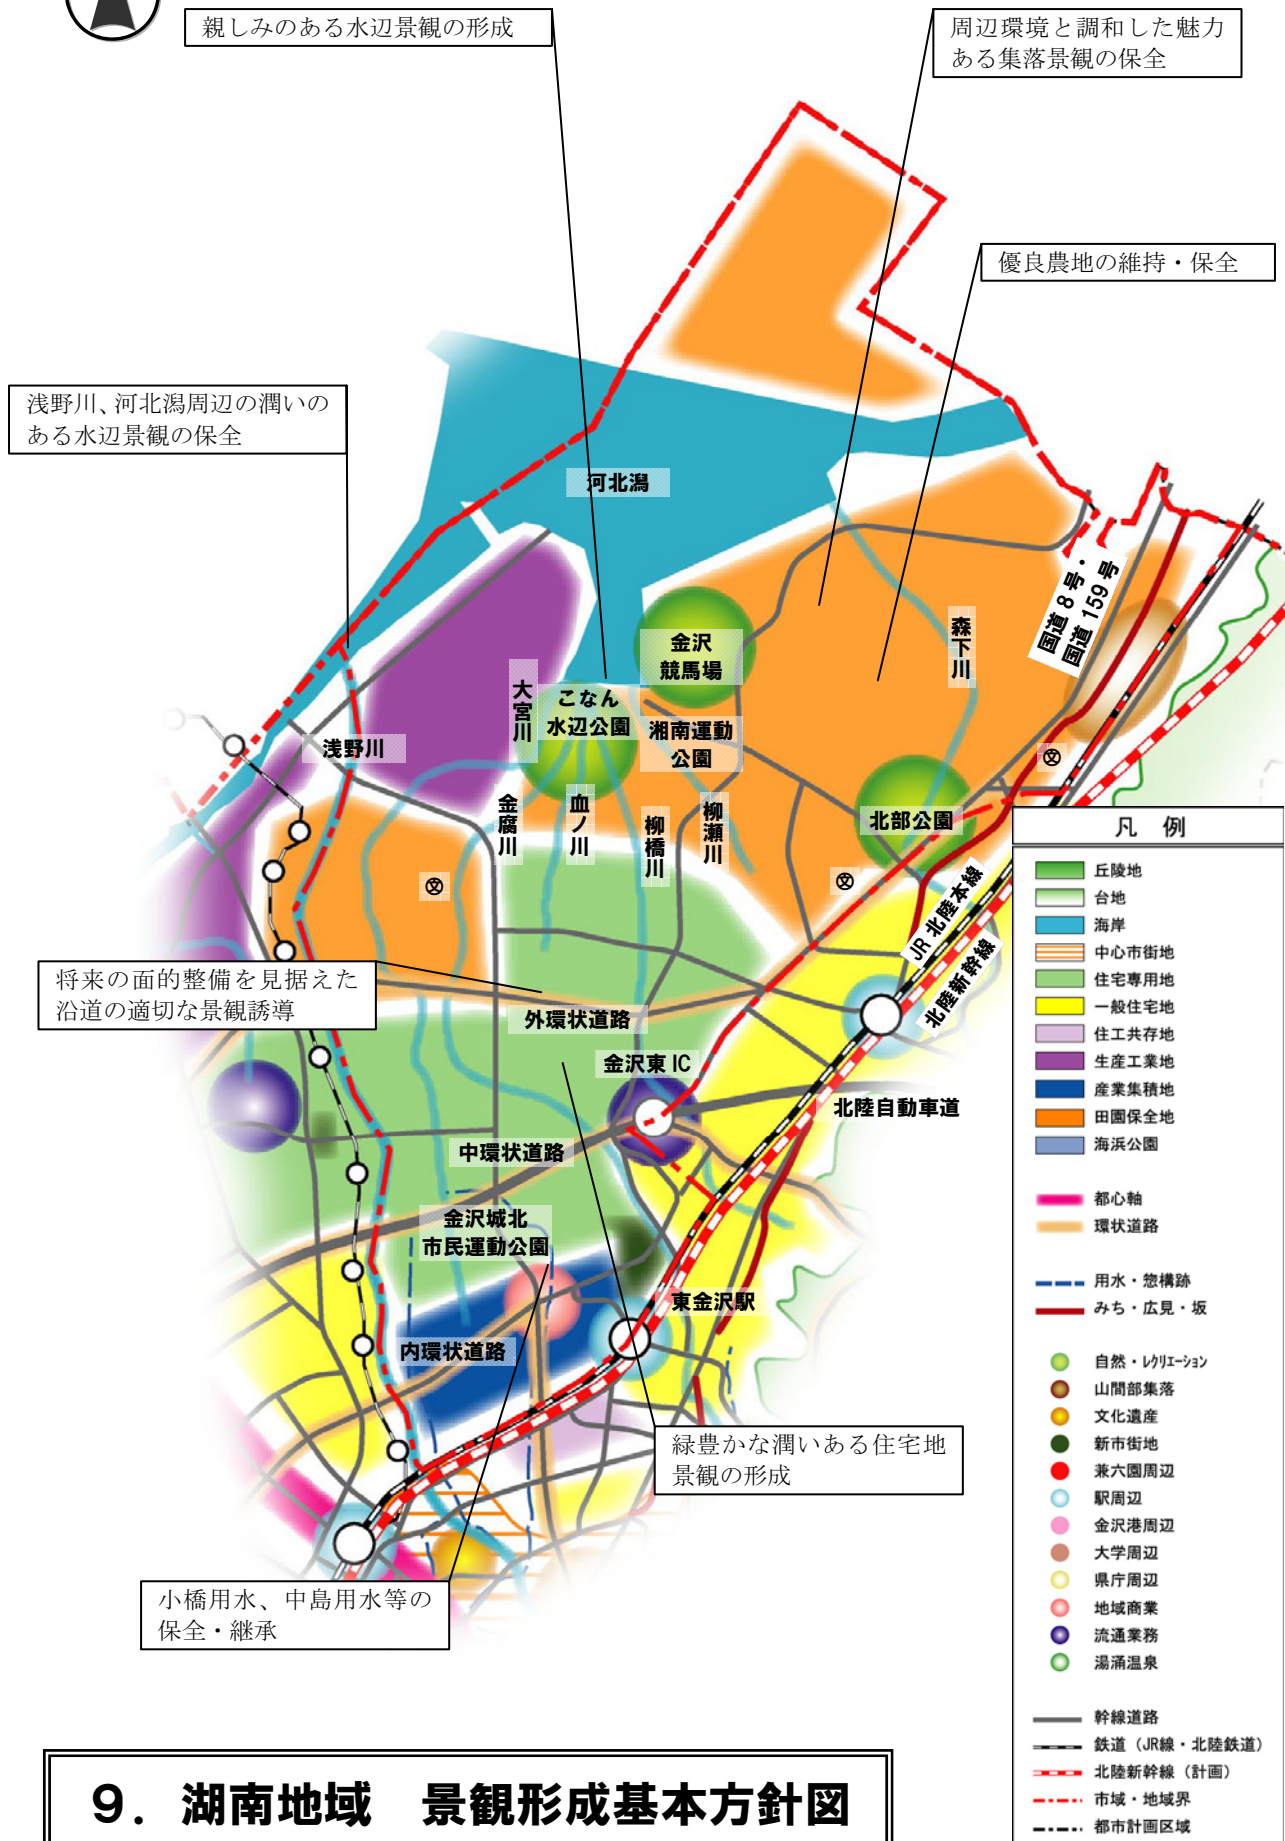 親しみのある水辺景観の形成
周辺環境と調和した魅力
ある集落景観の保全
優良農地の維持・保全
浅野川、河北潟周辺の潤いの
ある水辺景観の保全
河北潟
国道8号・
国道159号
森下川
金沢
競馬場
大宮川
こなん
水辺公園
湘南運動
公園
浅野川
金腐川
血ノ川
柳橋川
柳瀬川
北部公園
JR北陸本線
北陸新幹線
将来の面的整備を見据えた
沿道の適切な景観誘導
外環状道路
金沢東IC
北陸自動車道
中環状道路
金沢城北
市民運動公園
東金沢駅
内環状道路
緑豊かな潤いある住宅地
景観の形成
小橋用水、中島用水等の
保全・継承
凡 例
丘陵地
台地
海岸
中心市街地
住宅専用地
一般住宅地
住工共存地
生産工業地
産業集積地
田園保全地
海浜公園
都心軸
環状道路
用水・惣構跡
みち・広見・坂
自然・レクリエーション
山間部集落
文化遺産
新市街地
兼六園周辺
駅周辺
金沢港周辺
大学周辺
県庁周辺
地域商業
流通業務
湯涌温泉
幹線道路
鉄道（JR線・北陸鉄道）
北陸新幹線（計画）
市域・地域界
都市計画区域
９．湖南地域 景観形成基本方針図